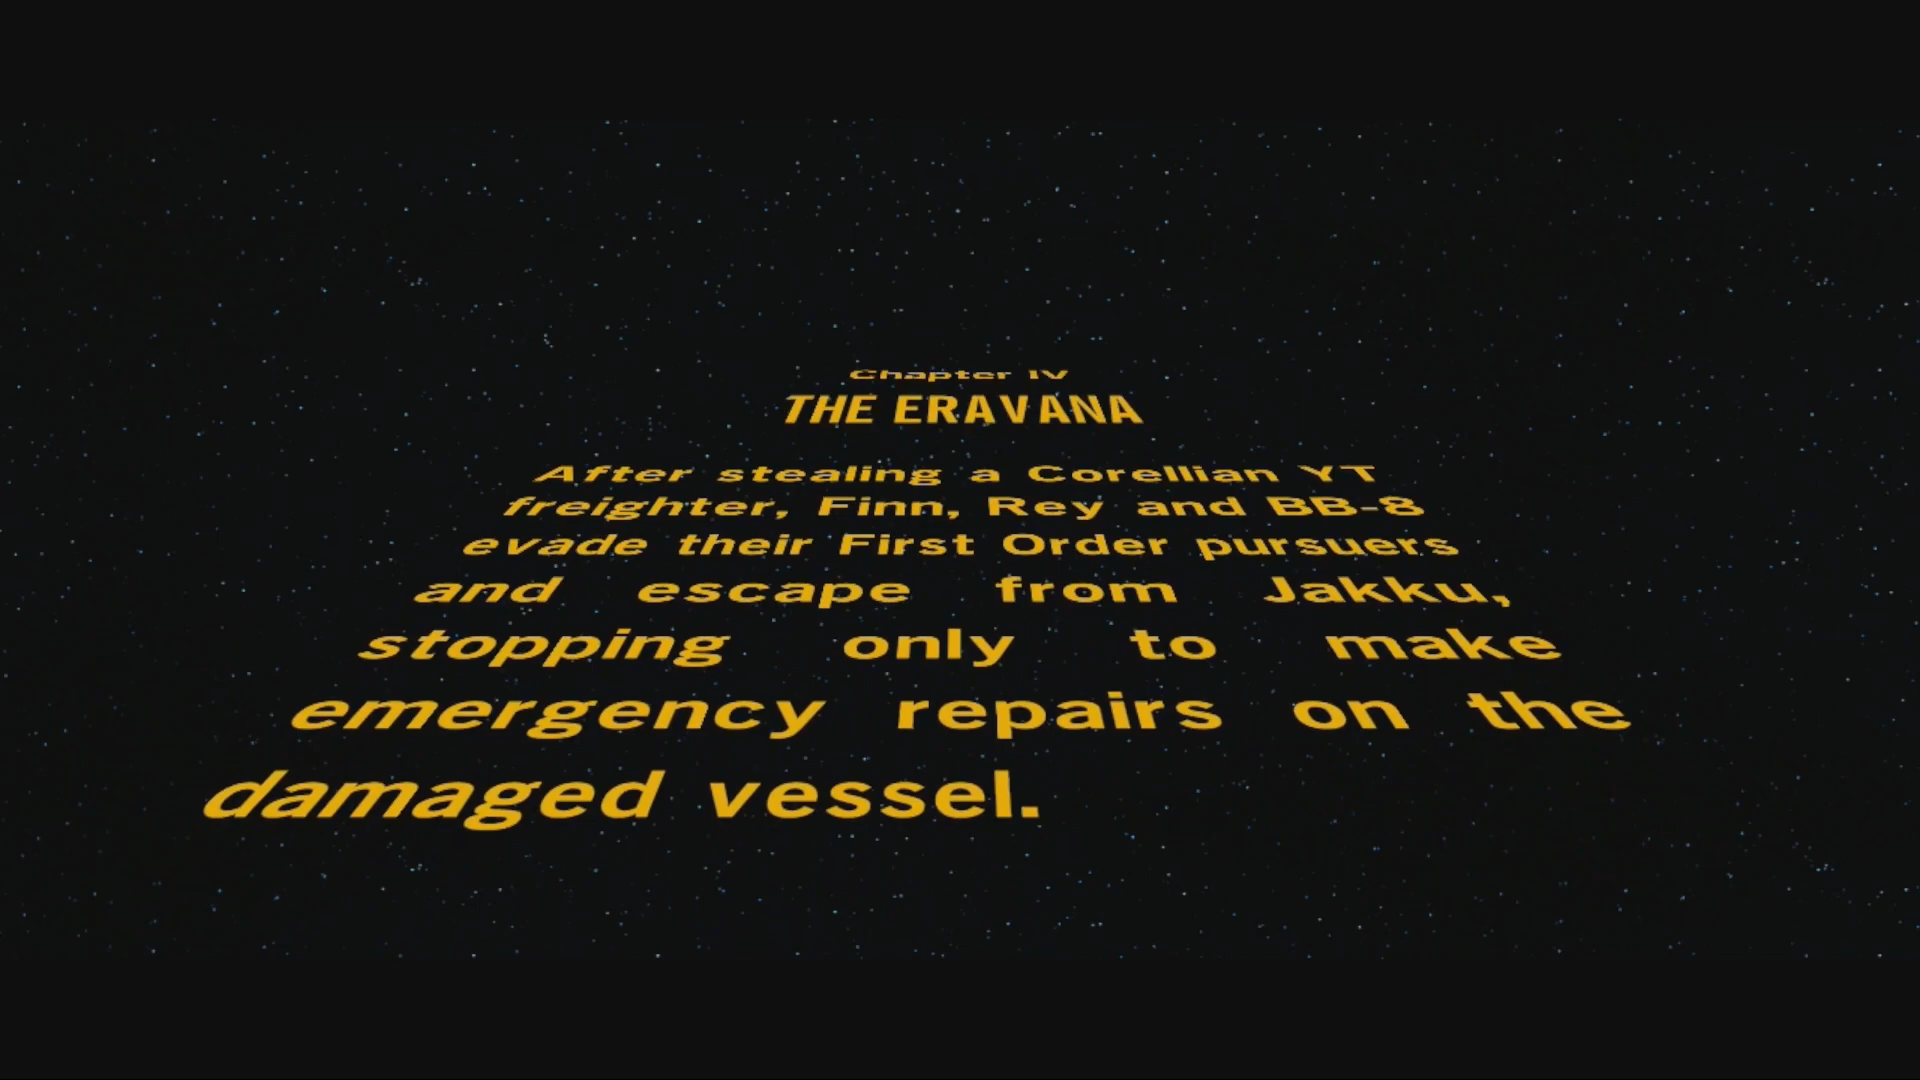 Chapter IV
THE ERAVANA
After stealing a Corellian YT
freighter, Finn, Rey and BB-8
evade their First Order pursuers
and escape from Jakku,
stopping only to make
emergency repairs on the
damaged vessel.